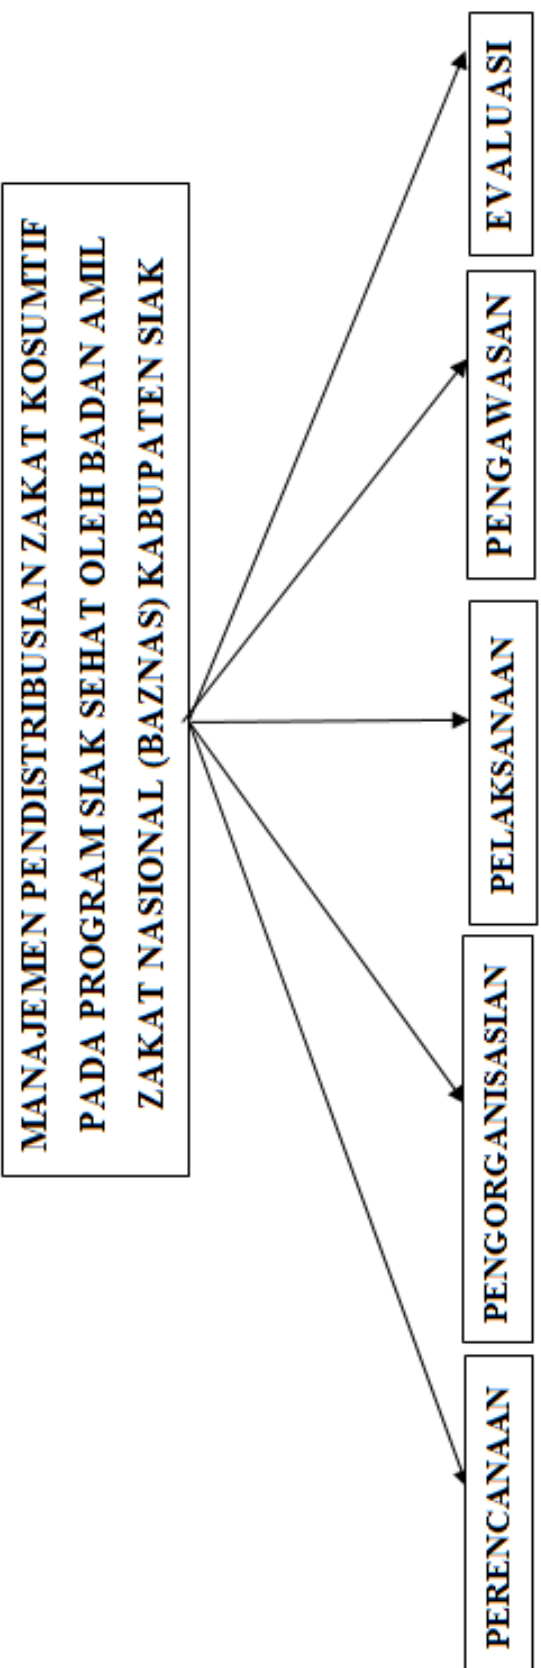 MANAJEMEN PENDISTRIBUSIAN ZAKAT KOSUMTIF
PADA PROGRAM SIAK SEHAT OLEH BADAN AMIL
ZAKAT NASIONAL (BAZNAS) KABUPATEN SIAK
PERENCANAAN
PENGORGANISASIAN
PELAKSANAAN
PENGAWASAN
EVALUASI